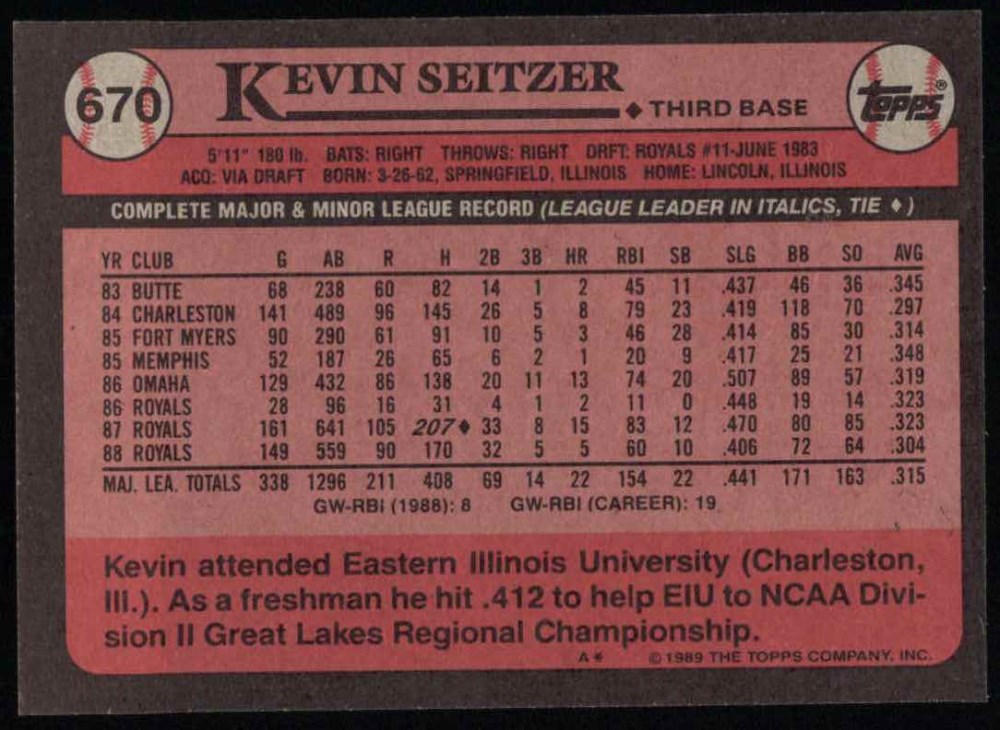 670
KEVIN SEITZER
♦ THIRD BASE
Topps®
5'11" 180 lb. BATS: RIGHT THROWS: RIGHT DRFT: ROYALS #11-JUNE 1983
ACQ: VIA DRAFT BORN: 3-26-62, SPRINGFIELD, ILLINOIS HOME: LINCOLN, ILLINOIS
COMPLETE MAJOR & MINOR LEAGUE RECORD (LEAGUE LEADER IN ITALICS, TIE ♦)
YR CLUB G AB R H 2B 3B HR RBI SB SLG BB SO AVG
83 BUTTE 68 238 60 82 14 1 2 45 11 .437 46 36 .345
84 CHARLESTON 141 489 96 145 26 5 8 79 23 .419 118 70 .297
85 FORT MYERS 90 290 61 91 10 5 3 46 28 .414 85 30 .314
85 MEMPHIS 52 187 26 65 6 2 1 20 9 .417 25 21 .348
86 OMAHA 129 432 86 138 20 11 13 74 20 .507 89 57 .319
86 ROYALS 28 96 16 31 4 1 2 11 0 .448 19 14 .323
87 ROYALS 161 641 105 207♦ 33 8 15 83 12 .470 80 85 .323
88 ROYALS 149 559 90 170 32 5 5 60 10 .406 72 64 .304
MAJ. LEA. TOTALS 338 1296 211 408 69 14 22 154 22 .441 171 163 .315
GW-RBI (1988): 8 GW-RBI (CAREER): 19
Kevin attended Eastern Illinois University (Charleston,
Ill.). As a freshman he hit .412 to help EIU to NCAA Divi-
sion II Great Lakes Regional Championship.
A* © 1989 THE TOPPS COMPANY, INC.